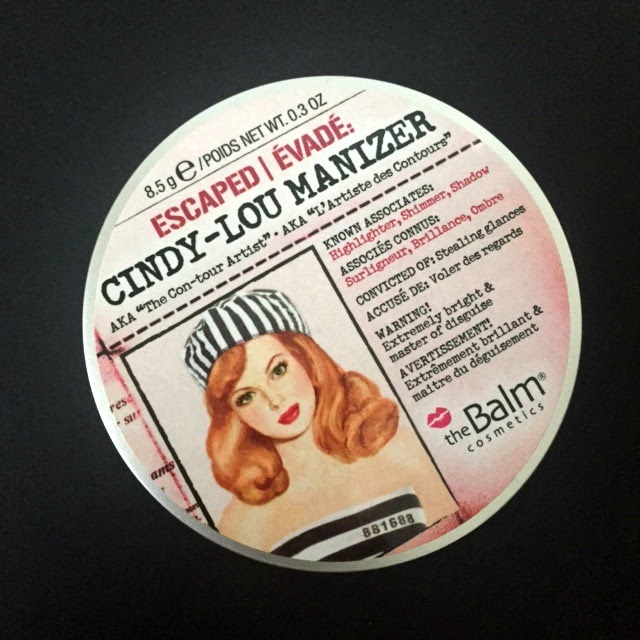 8.5 g ℮/POIDS NET WT. 0.3 OZ
ESCAPED | ÉVADÉ:
CINDY-LOU MANIZER
AKA "The Con-tour Artist" - AKA "L'Artiste des Contours"
KNOWN ASSOCIATES:
Highlighter, Shimmer, Shadow
ASSOCIÉS CONNUS:
Surligneur, Brillance, Ombre
CONVICTED OF: Stealing glances
ACCUSÉ DE: Voler des regards
WARNING!
Extremely bright &
master of disguise
AVERTISSEMENT!
Extrêmement brillant &
maître du déguisement
theBalm®
cosmetics
881688